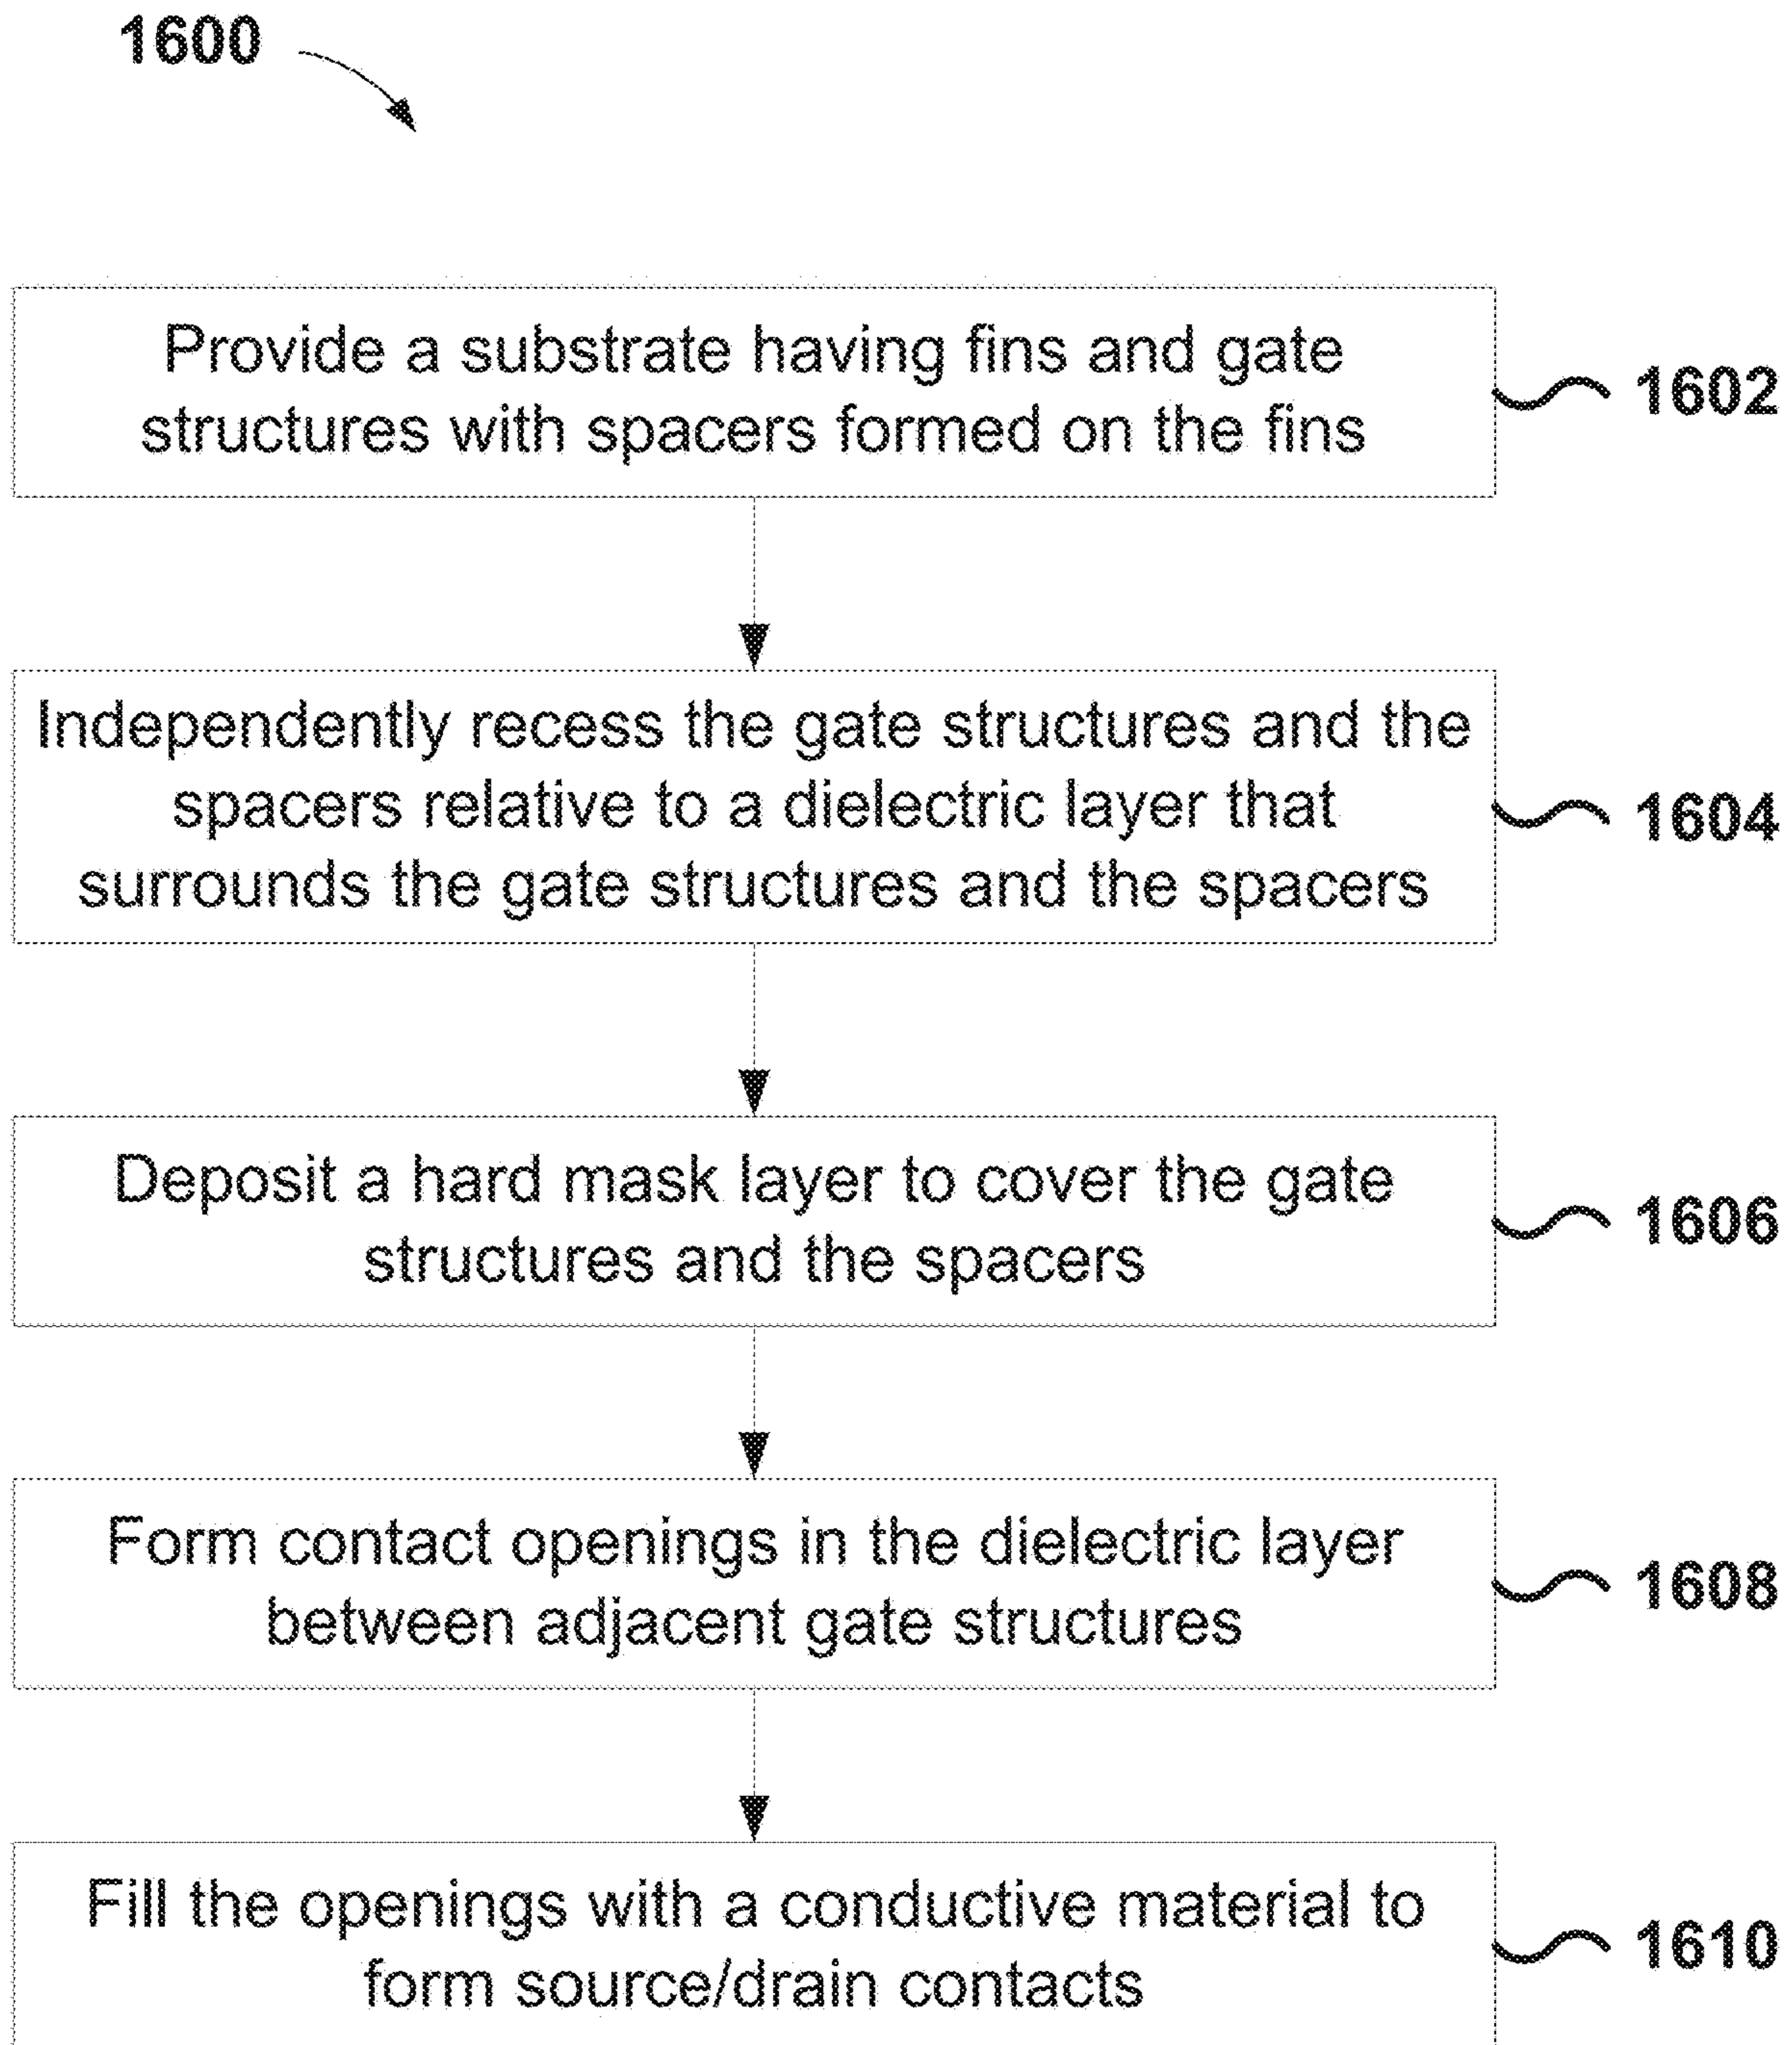 1600
Provide a substrate having fins and gate
structures with spacers formed on the fins
1602
Independently recess the gate structures and the
spacers relative to a dielectric layer that
surrounds the gate structures and the spacers
1604
Deposit a hard mask layer to cover the gate
structures and the spacers
1606
Form contact openings in the dielectric layer
between adjacent gate structures
1608
Fill the openings with a conductive material to
form source/drain contacts
1610